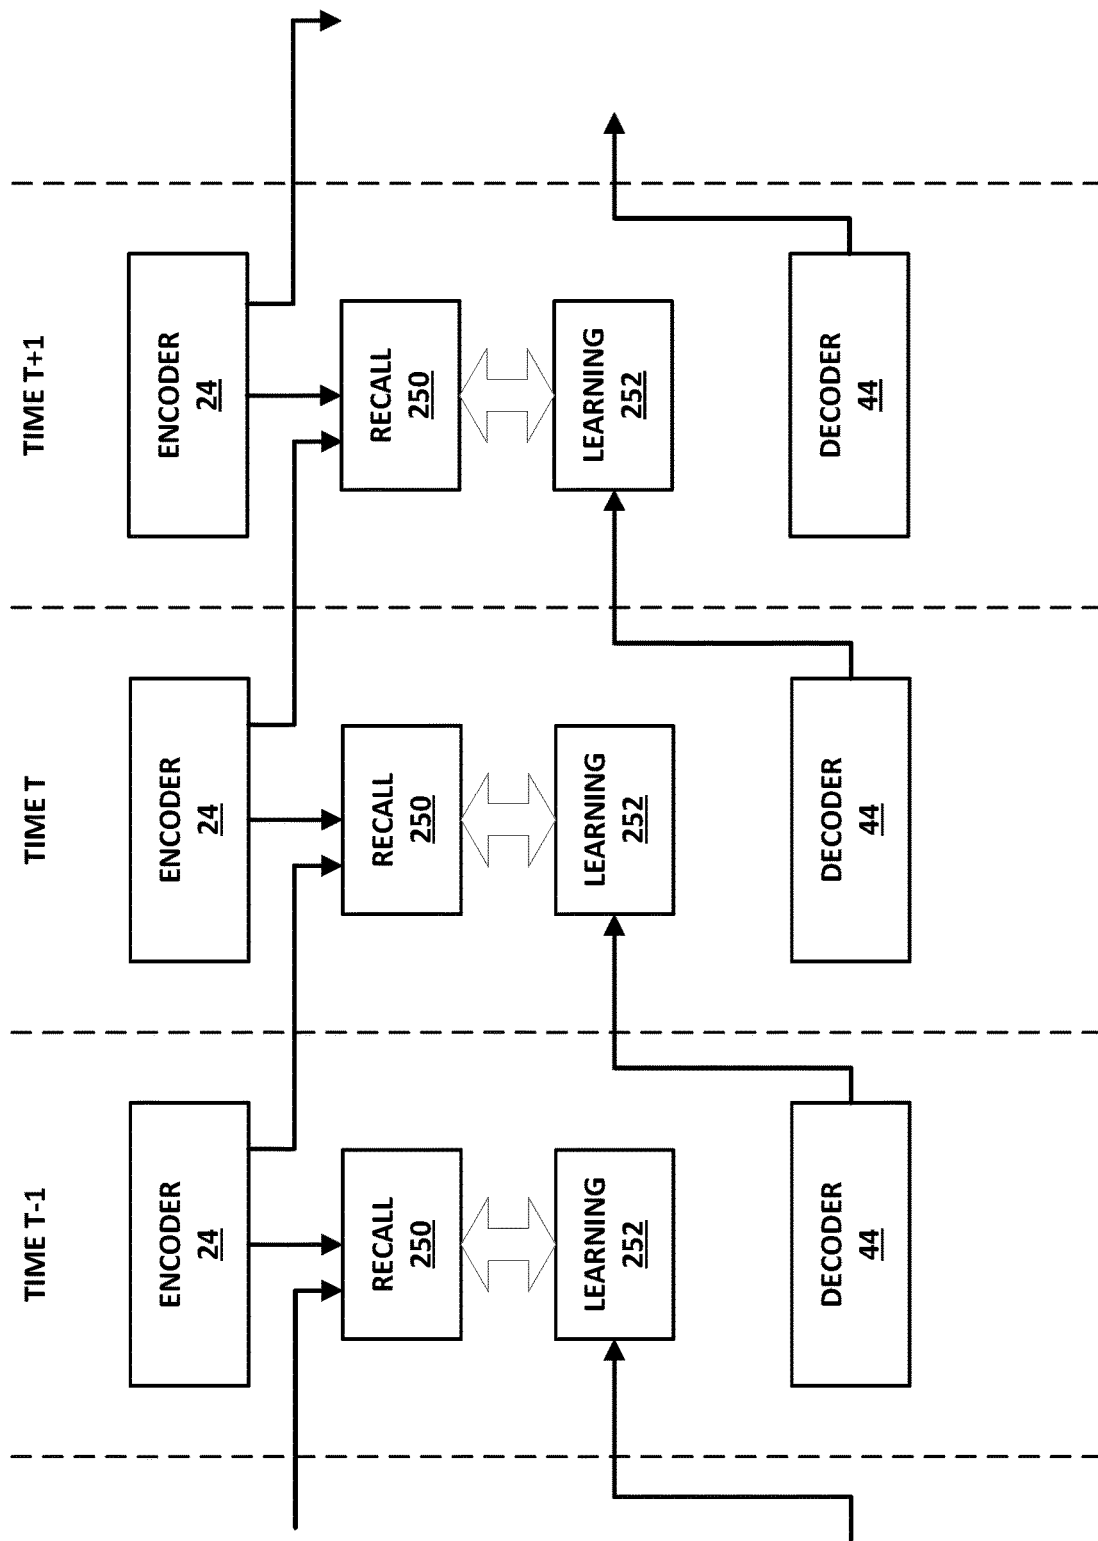 TIME T-1
TIME T
TIME T+1
ENCODER
24
ENCODER
24
ENCODER
24
RECALL
250
RECALL
250
RECALL
250
LEARNING
252
LEARNING
252
LEARNING
252
DECODER
44
DECODER
44
DECODER
44